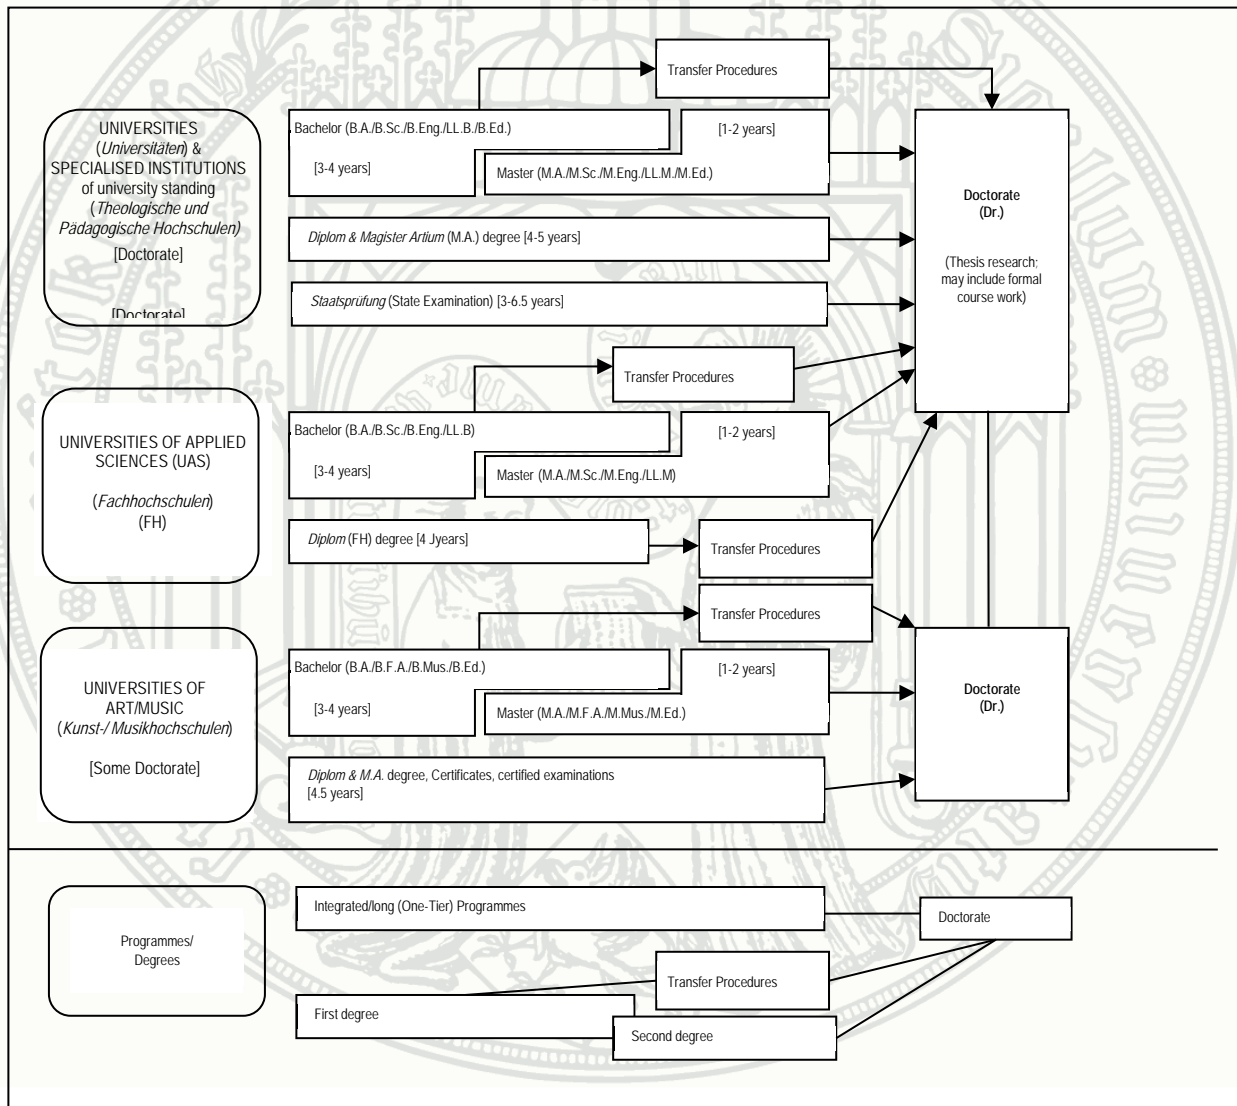 Transfer Procedures
UNIVERSITIES
(Universitäten) &
SPECIALISED INSTITUTIONS
of university standing
(Theologische und
Pädagogische Hochschulen)
[Doctorate]
[Doctorate]
Bachelor (B.A./B.Sc./B.Eng./LL.B./B.Ed.)
[3-4 years]
[1-2 years]
Master (M.A./M.Sc./M.Eng./LL.M./M.Ed.)
Diplom & Magister Artium (M.A.) degree [4-5 years]
Staatsprüfung (State Examination) [3-6.5 years]
Doctorate
(Dr.)
(Thesis research;
may include formal
course work)
UNIVERSITIES OF APPLIED
SCIENCES (UAS)
(Fachhochschulen)
(FH)
Transfer Procedures
Bachelor (B.A./B.Sc./B.Eng./LL.B)
[3-4 years]
[1-2 years]
Master (M.A./M.Sc./M.Eng./LL.M)
Diplom (FH) degree [4 Jyears]
Transfer Procedures
Transfer Procedures
UNIVERSITIES OF
ART/MUSIC
(Kunst-/ Musikhochschulen)
[Some Doctorate]
Bachelor (B.A./B.F.A./B.Mus./B.Ed.)
[3-4 years]
[1-2 years]
Master (M.A./M.F.A./M.Mus./M.Ed.)
Diplom & M.A. degree, Certificates, certified examinations
[4.5 years]
Doctorate
(Dr.)
Programmes/
Degrees
Integrated/long (One-Tier) Programmes
Doctorate
Transfer Procedures
First degree
Second degree